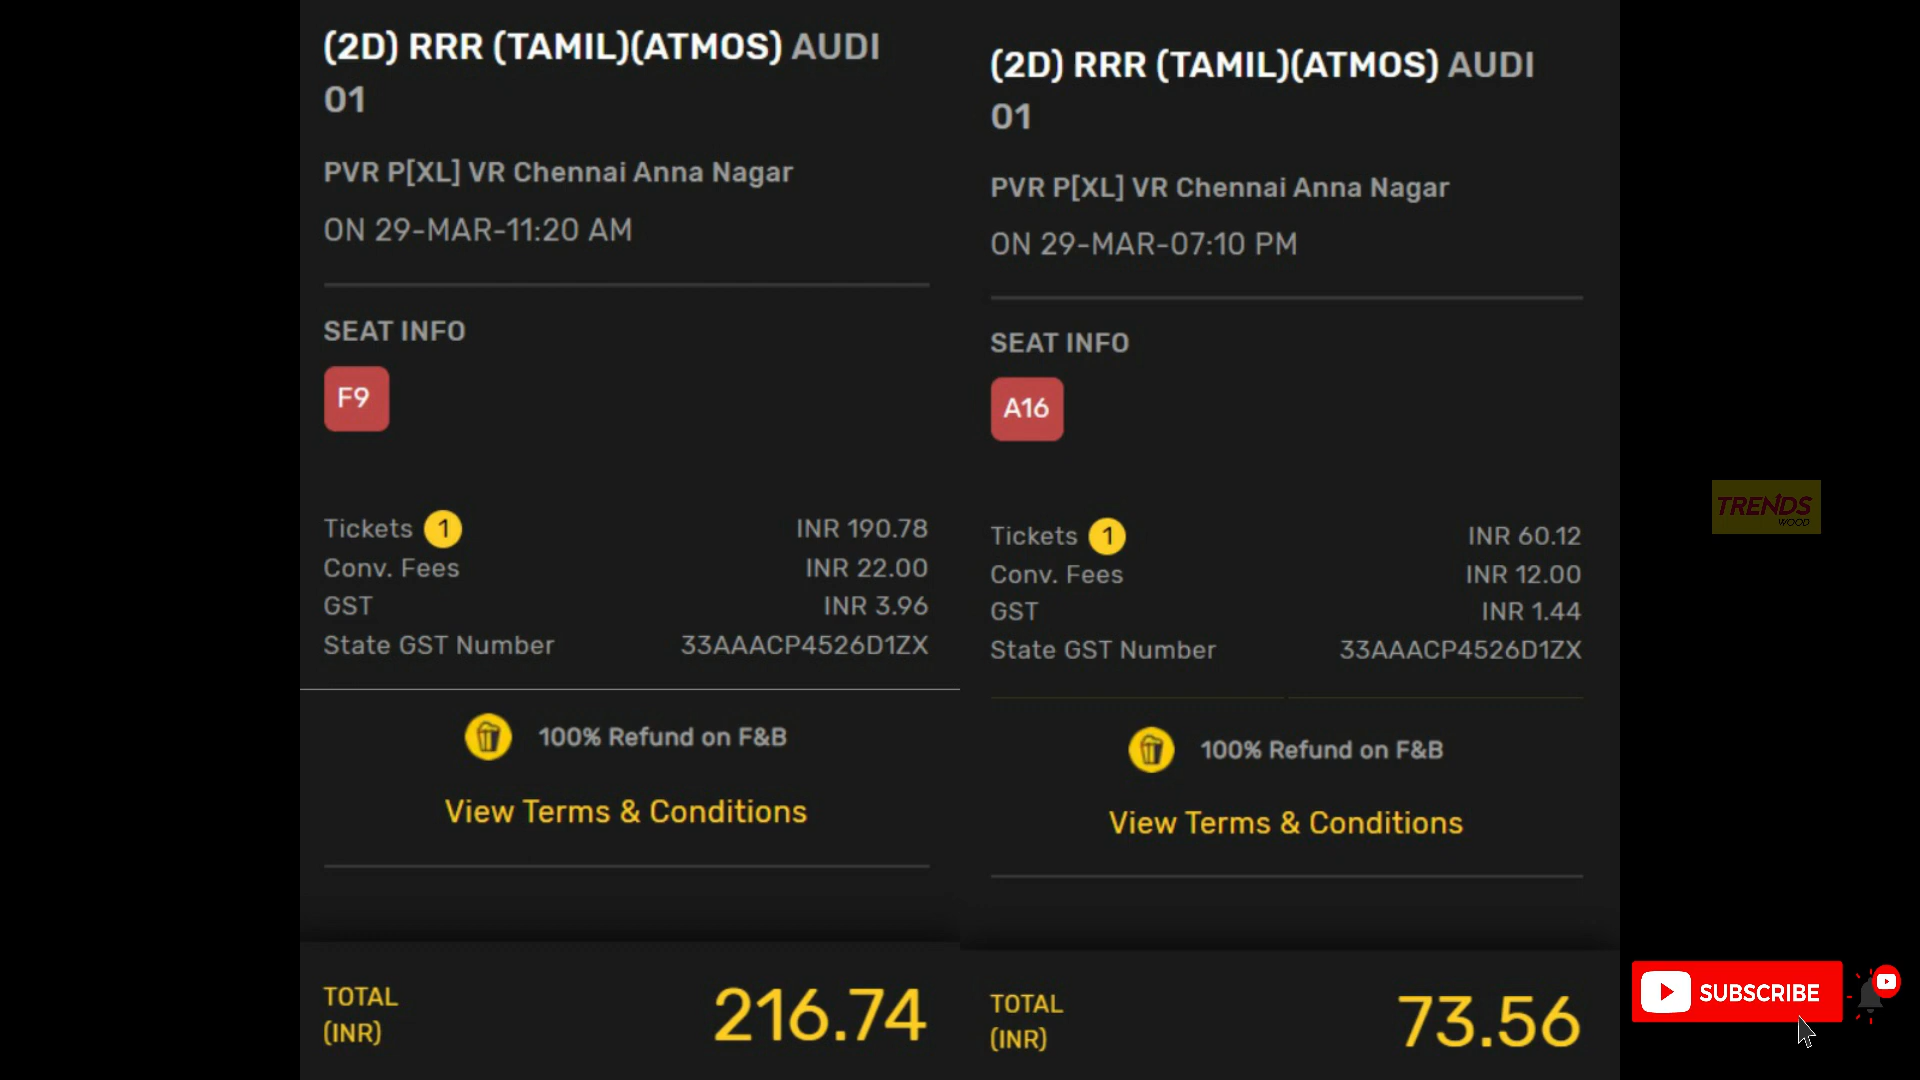 (2D) RRR (TAMIL)(ATMOS) AUDI
01
PVR P[XL] VR Chennai Anna Nagar
ON 29-MAR-11:20 AM
SEAT INFO
F9
Tickets 1 INR 190.78
Conv. Fees INR 22.00
GST INR 3.96
State GST Number 33AAACP4526D1ZX
100% Refund on F&B
View Terms & Conditions
TOTAL
(INR) 216.74
(2D) RRR (TAMIL)(ATMOS) AUDI
01
PVR P[XL] VR Chennai Anna Nagar
ON 29-MAR-07:10 PM
SEAT INFO
A16
Tickets 1 INR 60.12
Conv. Fees INR 12.00
GST INR 1.44
State GST Number 33AAACP4526D1ZX
100% Refund on F&B
View Terms & Conditions
TOTAL
(INR) 73.56
TRENDS
WOOD
SUBSCRIBE